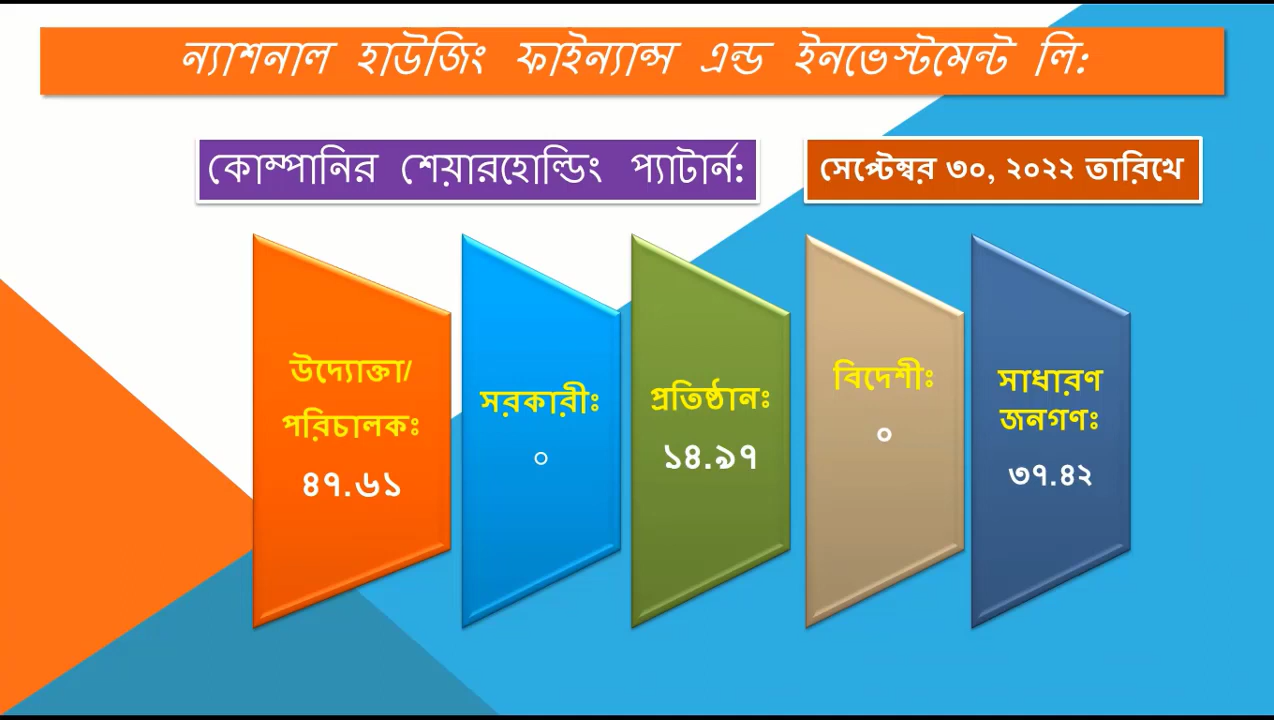 ন্যাশনাল হাউজিং ফাইন্যান্স এন্ড ইনভেস্টমেন্ট লি:
কোম্পানির শেয়ারহোল্ডিং প্যাটার্ন:
সেপ্টেম্বর ৩০, ২০২২ তারিখে
উদ্যোক্তা/
পরিচালকঃ
৪৭.৬১
সরকারীঃ
০
প্রতিষ্ঠানঃ
১৪.৯৭
বিদেশীঃ
০
সাধারণ
জনগণঃ
৩৭.৪২